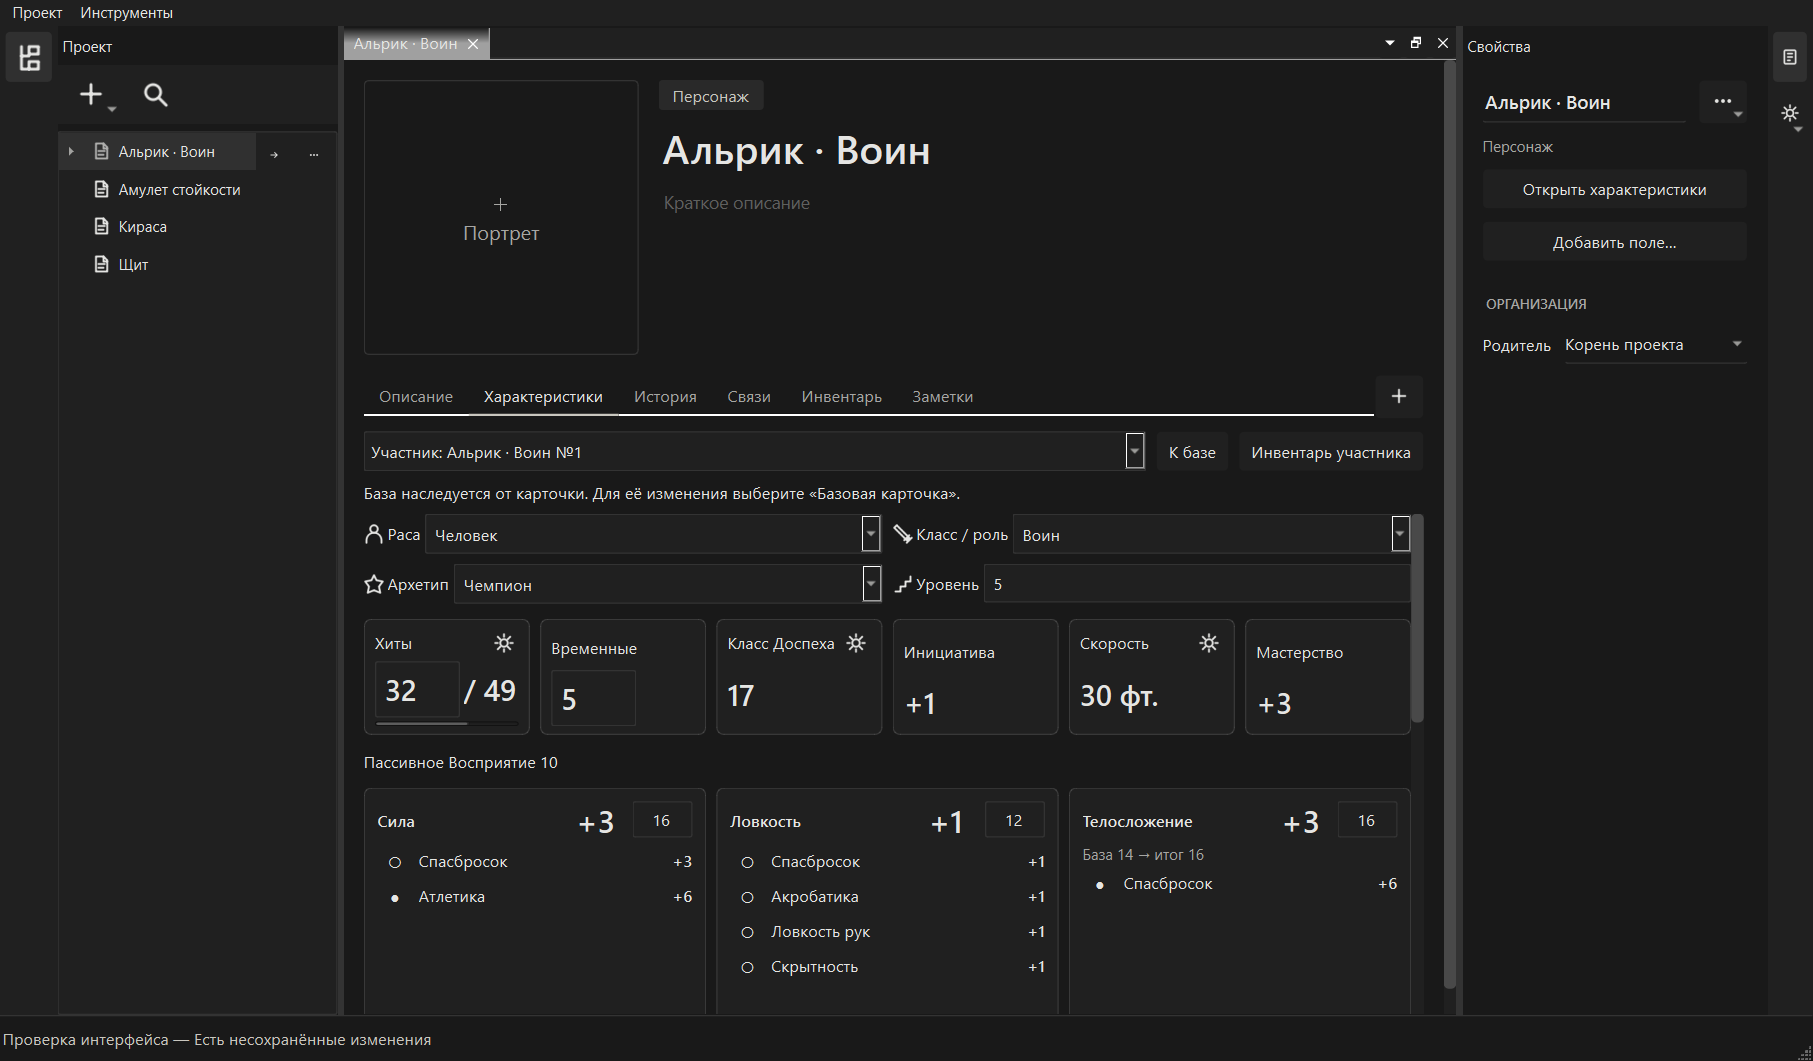 Проект Инструменты
Проект
Альрик · Воин
Амулет стойкости
Кираса
Щит
Альрик · Воин
Персонаж
Альрик · Воин
Краткое описание
Портрет
Описание Характеристики История Связи Инвентарь Заметки
Участник: Альрик · Воин №1 К базе Инвентарь участника
База наследуется от карточки. Для её изменения выберите «Базовая карточка».
Раса Человек Класс / роль Воин
Архетип Чемпион Уровень 5
Хиты Временные Класс Доспеха Инициатива Скорость Мастерство
32 / 49 5 17 +1 30 фт. +3
Пассивное Восприятие 10
Сила +3 16
Спасбросок +3
Атлетика +6
Ловкость +1 12
Спасбросок +1
Акробатика +1
Ловкость рук +1
Скрытность +1
Телосложение +3 16
База 14 → итог 16
Спасбросок +6
Свойства
Альрик · Воин
Персонаж
Открыть характеристики
Добавить поле...
ОРГАНИЗАЦИЯ
Родитель Корень проекта
Проверка интерфейса — Есть несохранённые изменения